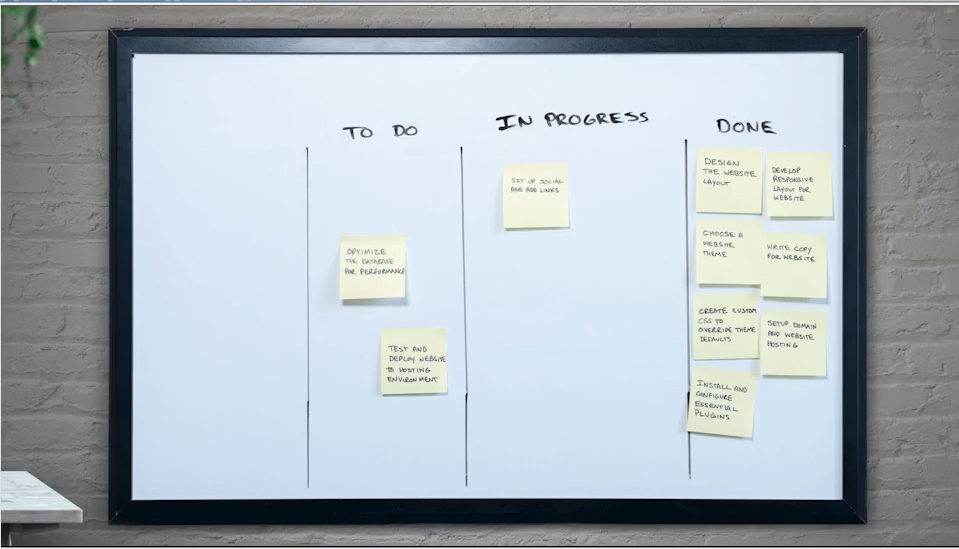 TO DO
IN PROGRESS
DONE
OPTIMIZE
THE DATABASE
FOR PERFORMANCE
TEST AND
DEPLOY WEBSITE
TO HOSTING
ENVIRONMENT
SET UP SOCIAL
AND ADD LINKS
DESIGN
THE WEBSITE
LAYOUT
DEVELOP
RESPONSIVE
LAYOUT FOR
WEBSITE
CHOOSE A
WEBSITE
THEME
WRITE COPY
FOR WEBSITE
CREATE CUSTOM
CSS TO
OVERRIDE THEME
DEFAULTS
SETUP DOMAIN
AND WEBSITE
HOSTING
INSTALL AND
CONFIGURE
ESSENTIAL
PLUGINS